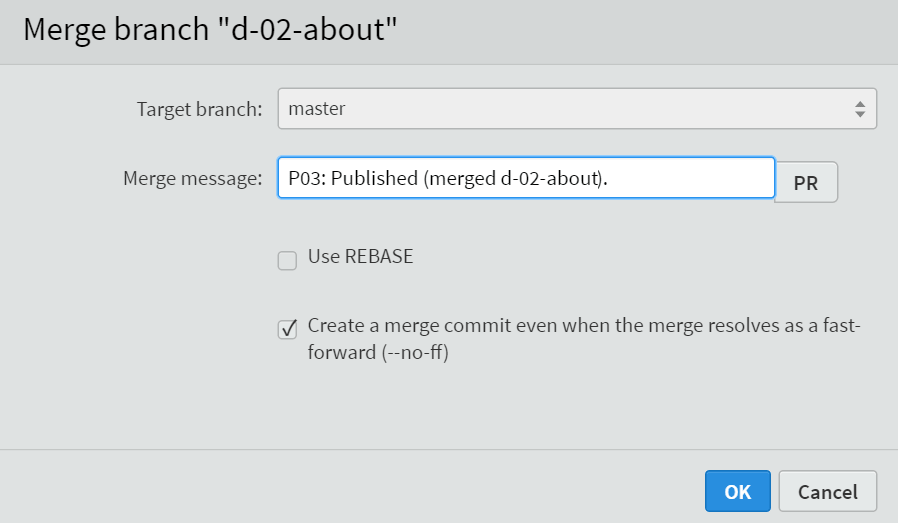 Merge branch "d-02-about"
Target branch: master
Merge message: P03: Published (merged d-02-about). PR
Use REBASE
Create a merge commit even when the merge resolves as a fast-
forward (--no-ff)
OK Cancel